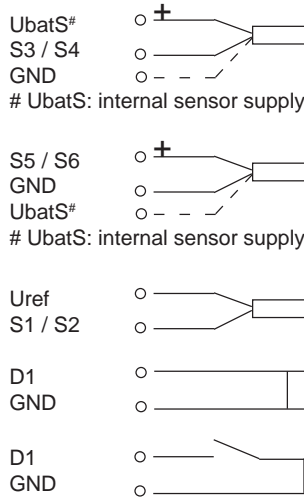 UbatS#
S3 / S4
GND
# UbatS: internal sensor supply
S5 / S6
GND
UbatS#
# UbatS: internal sensor supply
Uref
S1 / S2
D1
GND
D1
GND